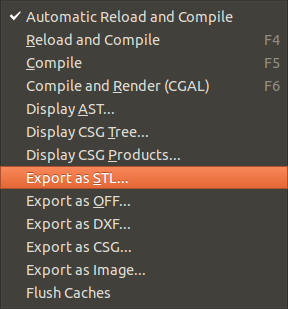 ✔ Automatic Reload and Compile
Reload and Compile F4
Compile F5
Compile and Render (CGAL) F6
Display AST...
Display CSG Tree...
Display CSG Products...
Export as STL...
Export as OFF...
Export as DXF...
Export as CSG...
Export as Image...
Flush Caches